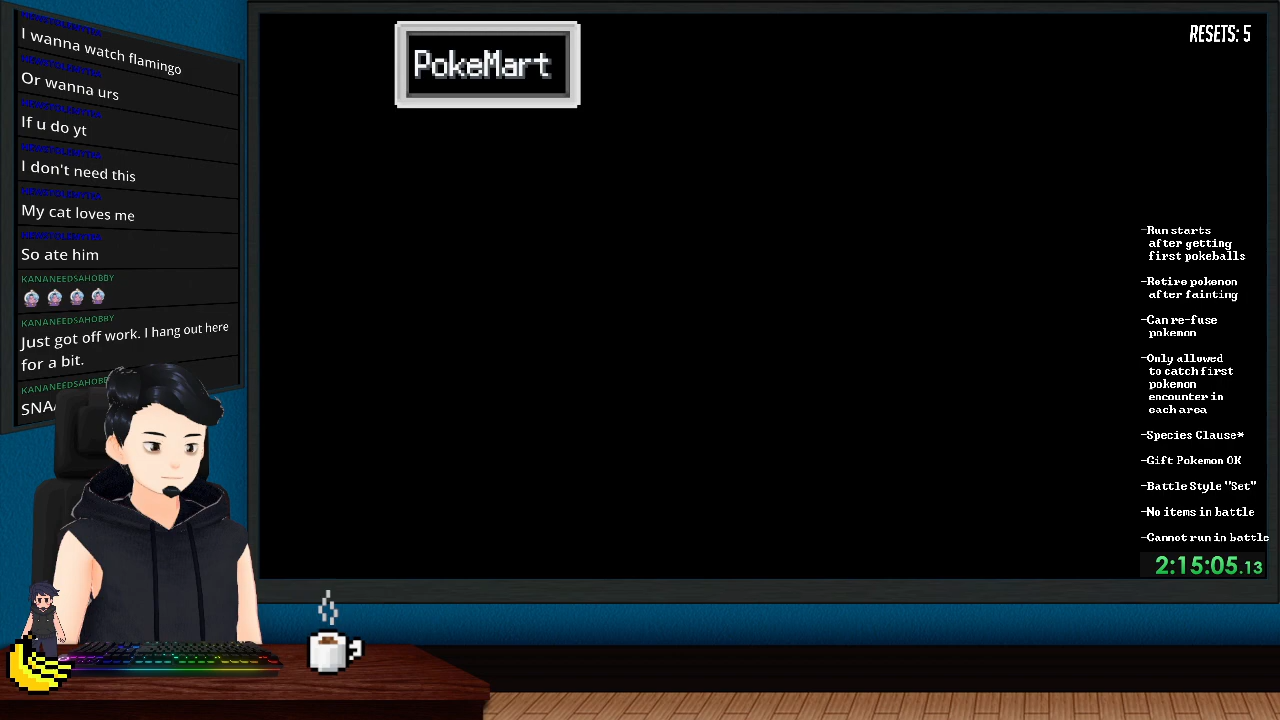 I wanna watch flamingo
Or wanna urs
If u do yt
I don't need this
My cat loves me
So ate him
KANANEEDSAHOBBY
KANANEEDSAHOBBY
Just got off work. I hang out here
for a bit.
KANANEEDSAHOBB
SNA
PokeMart
RESETS: 5
-Run starts
after getting
first pokeballs
-Retire pokemon
after fainting
-Can re-fuse
pokemon
-Only allowed
to catch first
pokemon
encounter in
each area
-Species Clause*
-Gift Pokemon OK
-Battle Style "Set"
-No items in battle
-Cannot run in battle
2:15:05.13